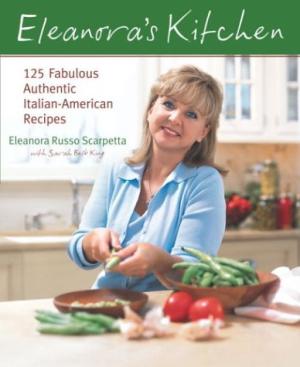 Eleanora's Kitchen
125 Fabulous
Authentic
Italian-American
Recipes
Eleanora Russo Scarpetta
with Sarah Belk King